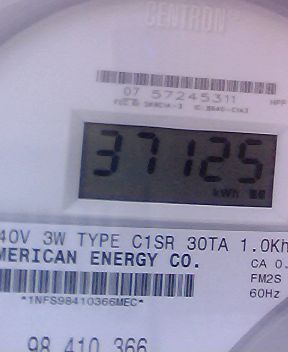 CENTRON
07 57245311
37125
kWh
40V 3W TYPE C1SR 30TA 1.0Kh
MERICAN ENERGY CO.
CA 0.
FM2S
*1NFS98410366MEC*
60Hz
98 410 366